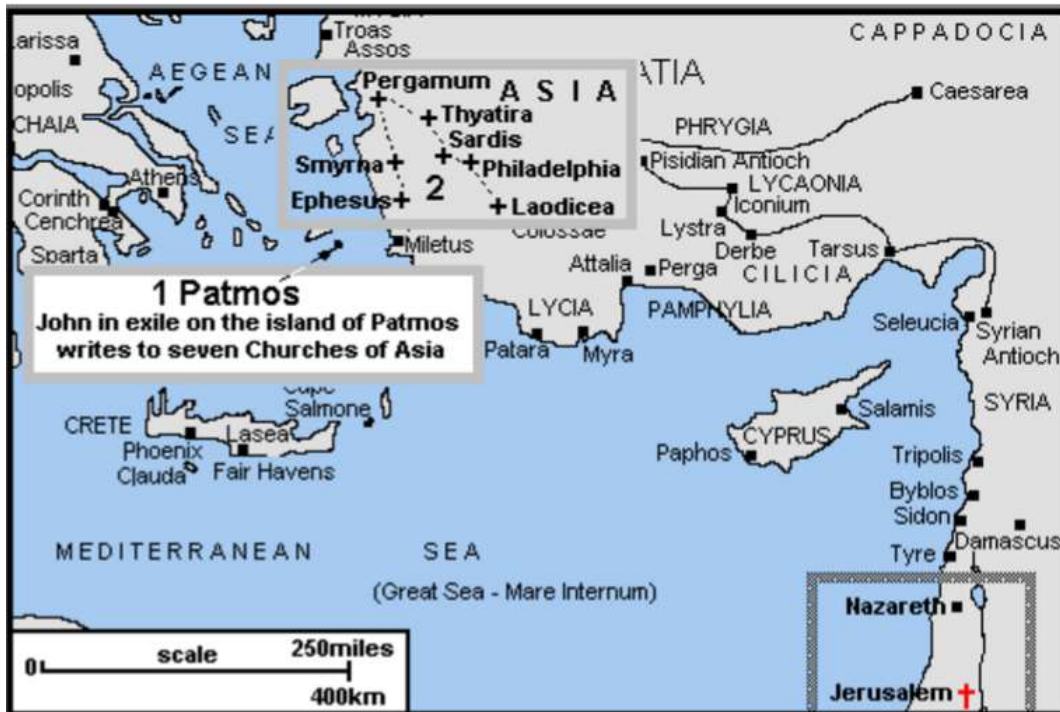 Troas
Assos
CAPPADOCIA
arissa
AEGEAN
SEA
opolis
CHAIA
ATIA
Caesarea
PHRYGIA
Pergamum
ASIA
Thyatira
Sardis
Smyrna
Philadelphia
2
Ephesus
Laodicea
Pisidian Antioch
LYCAONIA
Iconium
Lystra
Derbe
Tarsus
CILICIA
Athens
Corinth
Cenchrea
Sparta
Miletus
Colossae
Attalia
Perga
PAMPHYLIA
LYCIA
Patara
Myra
Seleucia
Syrian
Antioch
1 Patmos
John in exile on the island of Patmos
writes to seven Churches of Asia
Cape
Salmone
CRETE
Lasea
Phoenix
Clauda
Fair Havens
Salamis
CYPRUS
Paphos
SYRIA
Tripolis
Byblos
Sidon
Damascus
Tyre
MEDITERRANEAN SEA
(Great Sea - Mare Internum)
Nazareth
Jerusalem
scale
250miles
0
400km